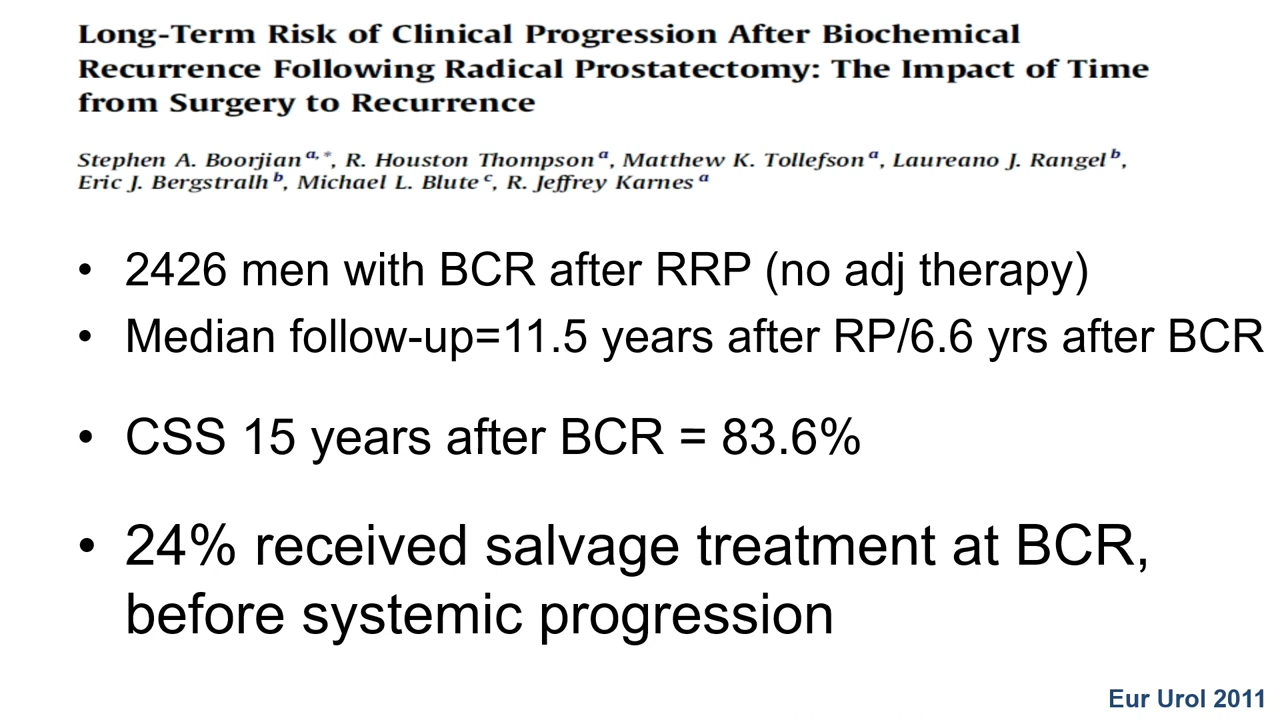 Long-Term Risk of Clinical Progression After Biochemical
Recurrence Following Radical Prostatectomy: The Impact of Time
from Surgery to Recurrence
Stephen A. Boorjian a,*, R. Houston Thompson a, Matthew K. Tollefson a, Laureano J. Rangel b,
Eric J. Bergstralh b, Michael L. Blute c, R. Jeffrey Karnes a
• 2426 men with BCR after RRP (no adj therapy)
• Median follow-up=11.5 years after RP/6.6 yrs after BCR
• CSS 15 years after BCR = 83.6%
• 24% received salvage treatment at BCR,
before systemic progression
Eur Urol 2011